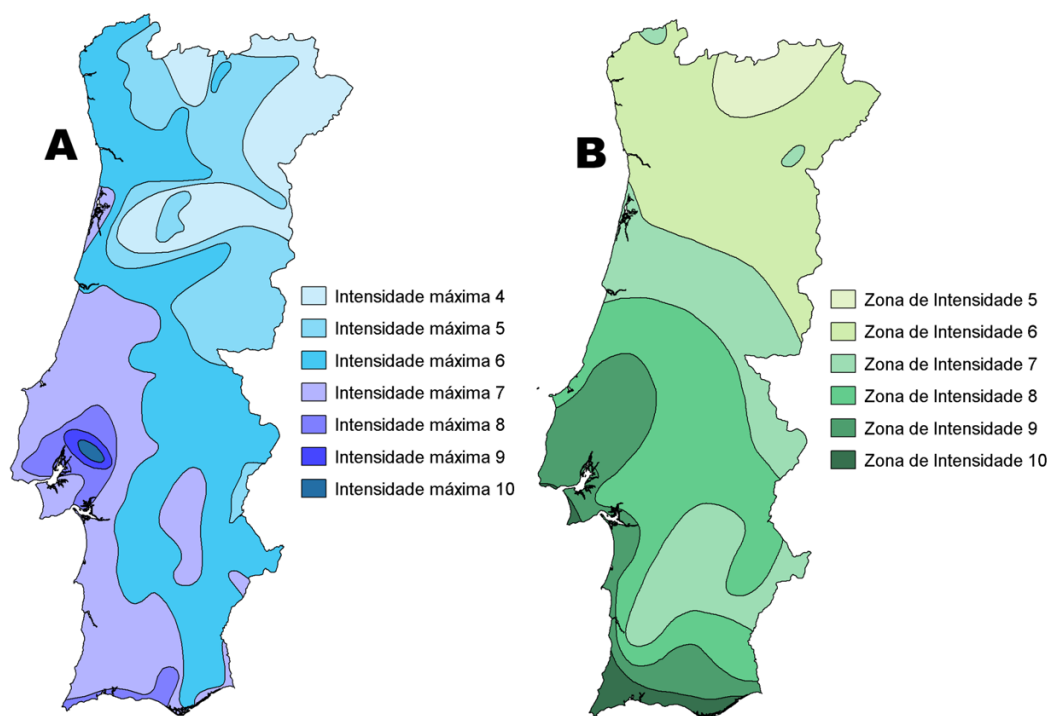 A
Intensidade máxima 4
Intensidade máxima 5
Intensidade máxima 6
Intensidade máxima 7
Intensidade máxima 8
Intensidade máxima 9
Intensidade máxima 10
B
Zona de Intensidade 5
Zona de Intensidade 6
Zona de Intensidade 7
Zona de Intensidade 8
Zona de Intensidade 9
Zona de Intensidade 10